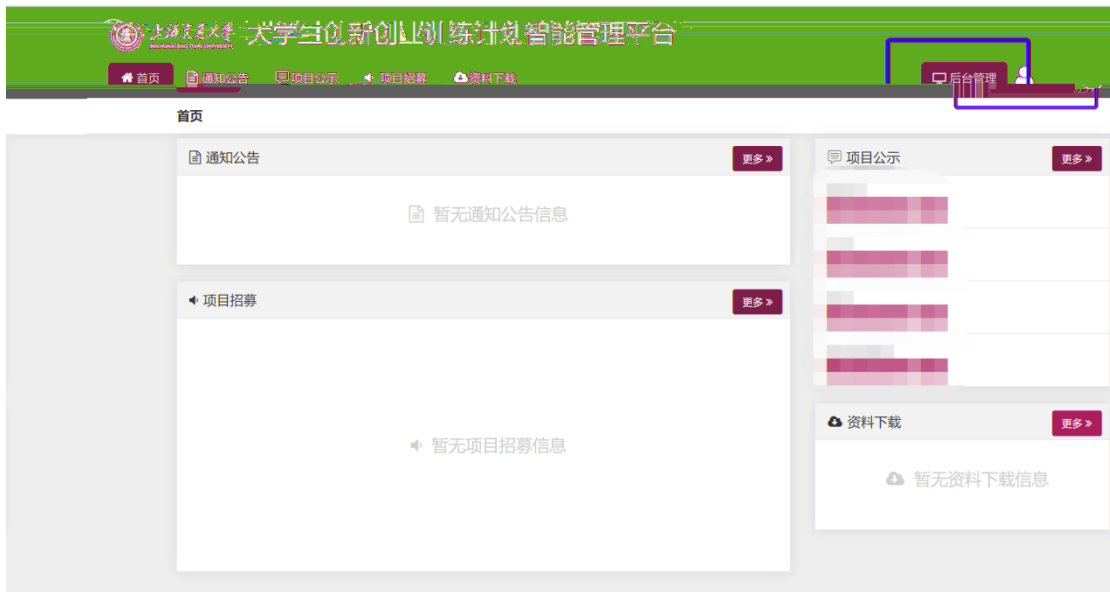 上海交通大学 大学生创新创业训练计划智能管理平台
SHANGHAI JIAO TONG UNIVERSITY
首页 通知公告 项目公示 项目招募 资料下载 后台管理
首页
通知公告 更多»
暂无通知公告信息
项目招募 更多»
暂无项目招募信息
项目公示 更多»
资料下载 更多»
暂无资料下载信息